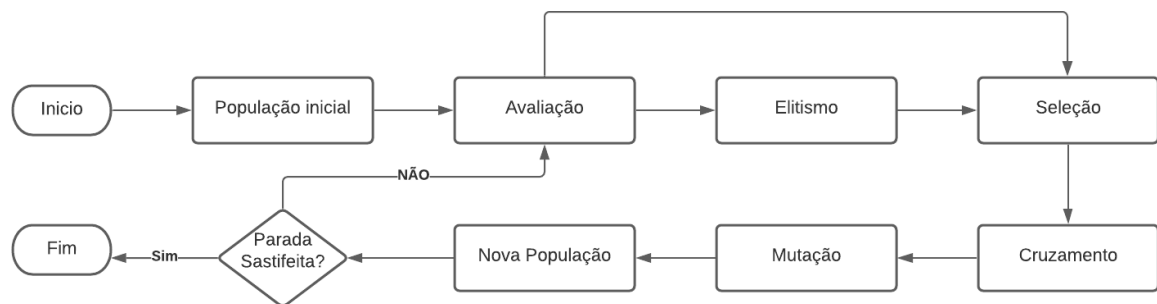 Inicio
População inicial
Avaliação
Elitismo
Seleção
NÃO
Fim
Sim
Parada
Sastifeita?
Nova População
Mutação
Cruzamento